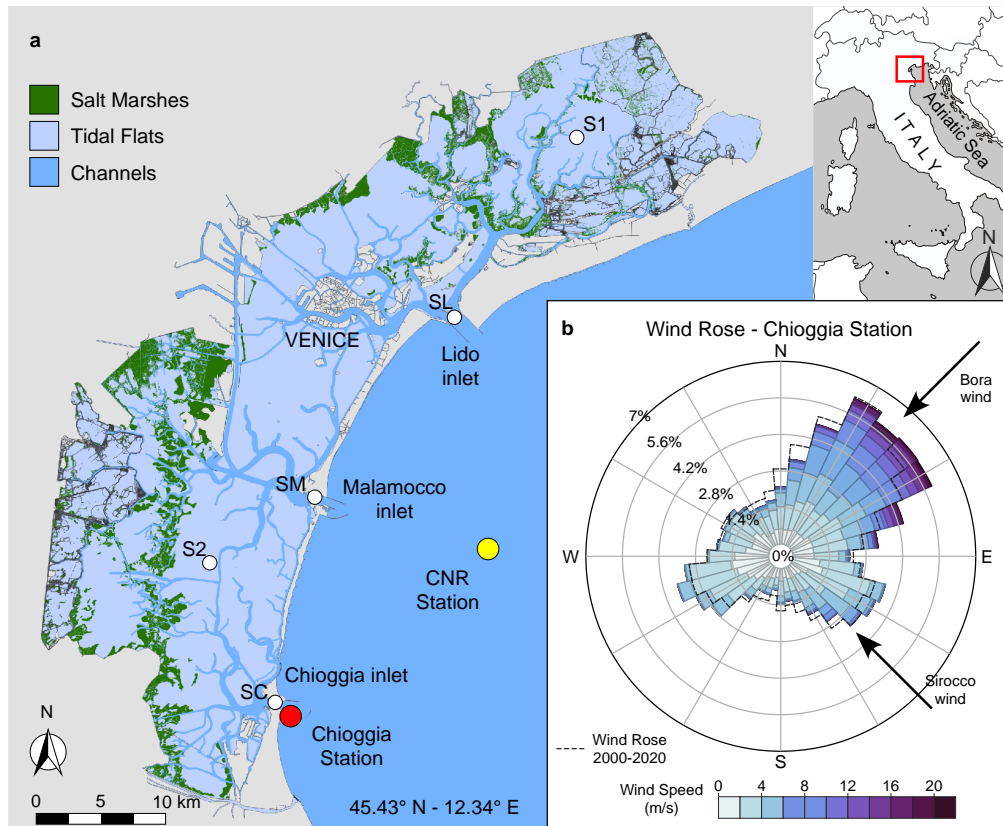 a
Salt Marshes
Tidal Flats
Channels
S1
SL
VENICE
Lido
inlet
SM
Malamocco
inlet
S2
CNR
Station
Chioggia inlet
SC
Chioggia
Station
N
0 5 10 km
45.43° N - 12.34° E
ITALY
Adriatic Sea
N
b
Wind Rose - Chioggia Station
N
Bora
wind
7%
5.6%
4.2%
2.8%
1.4%
0%
W
E
Sirocco
wind
S
Wind Rose
2000-2020
Wind Speed
(m/s)
0 4 8 12 16 20